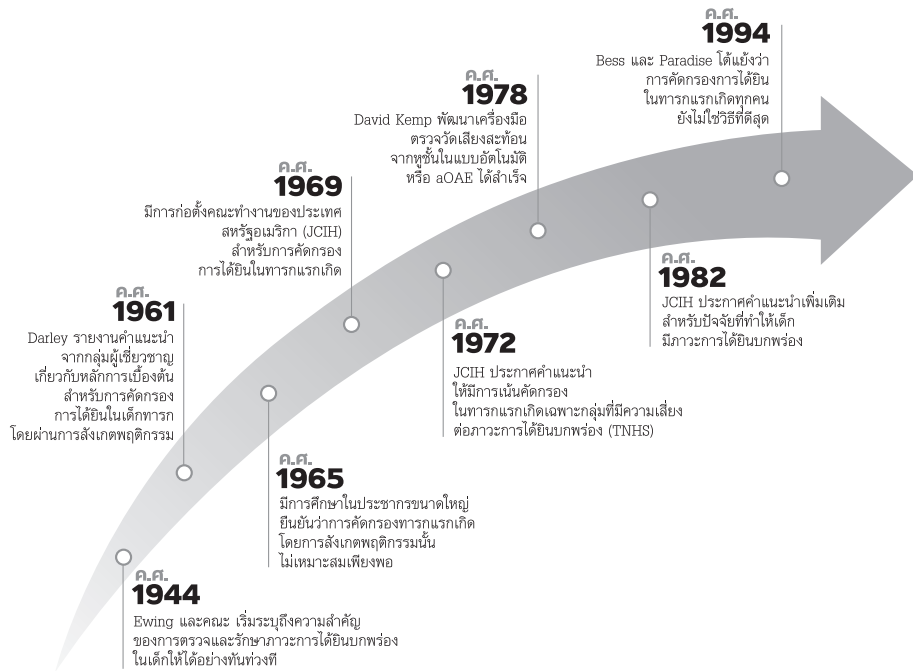 ค.ศ.
1944
Ewing และคณะ เริ่มระบุถึงความสำคัญ
ของการตรวจและรักษาภาวะการได้ยินบกพร่อง
ในเด็กให้ได้อย่างทันท่วงที
ค.ศ.
1961
Darley รายงานคำแนะนำ
จากกลุ่มผู้เชี่ยวชาญ
เกี่ยวกับหลักการเบื้องต้น
สำหรับการคัดกรอง
การได้ยินในเด็กทารก
โดยผ่านการสังเกตพฤติกรรม
ค.ศ.
1965
มีการศึกษาในประชากรขนาดใหญ่
ยืนยันว่าการคัดกรองทารกแรกเกิด
โดยการสังเกตพฤติกรรมนั้น
ไม่เหมาะสมเพียงพอ
ค.ศ.
1969
มีการก่อตั้งคณะทำงานของประเทศ
สหรัฐอเมริกา (JCIH)
สำหรับการคัดกรอง
การได้ยินในทารกแรกเกิด
ค.ศ.
1972
JCIH ประกาศคำแนะนำ
ให้มีการเน้นคัดกรอง
ในทารกแรกเกิดเฉพาะกลุ่มที่มีความเสี่ยง
ต่อภาวะการได้ยินบกพร่อง (TNHS)
ค.ศ.
1978
David Kemp พัฒนาเครื่องมือ
ตรวจวัดเสียงสะท้อน
จากหูชั้นในแบบอัตโนมัติ
หรือ aOAE ได้สำเร็จ
ค.ศ.
1982
JCIH ประกาศคำแนะนำเพิ่มเติม
สำหรับปัจจัยที่ทำให้เด็ก
มีภาวะการได้ยินบกพร่อง
ค.ศ.
1994
Bess และ Paradise โต้แย้งว่า
การคัดกรองการได้ยิน
ในทารกแรกเกิดทุกคน
ยังไม่ใช่วิธีที่ดีสุด